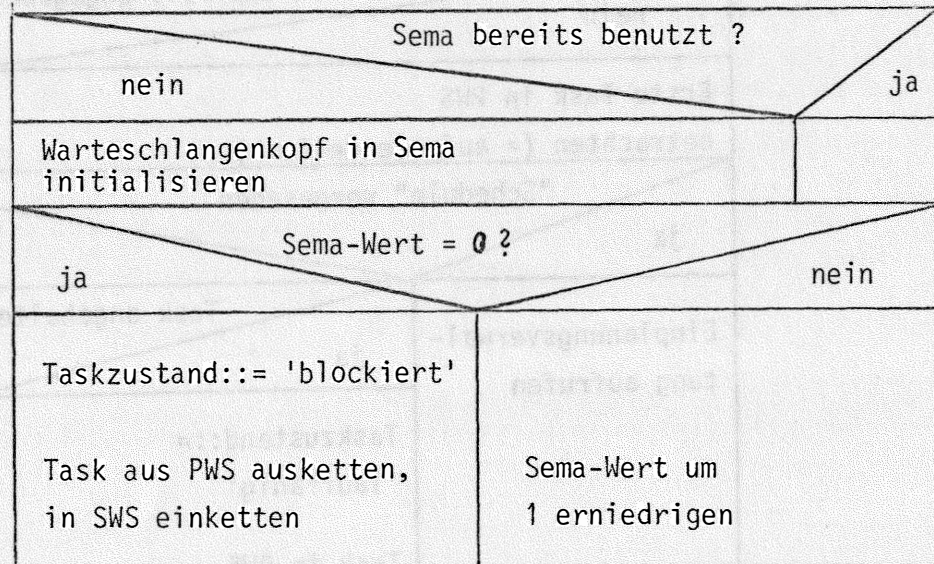 Sema bereits benutzt ?
nein
ja
Warteschlangenkopf in Sema
initialisieren
Sema-Wert = 0 ?
ja
nein
Taskzustand::= 'blockiert'
Task aus PWS ausketten,
in SWS einketten
Sema-Wert um
1 erniedrigen